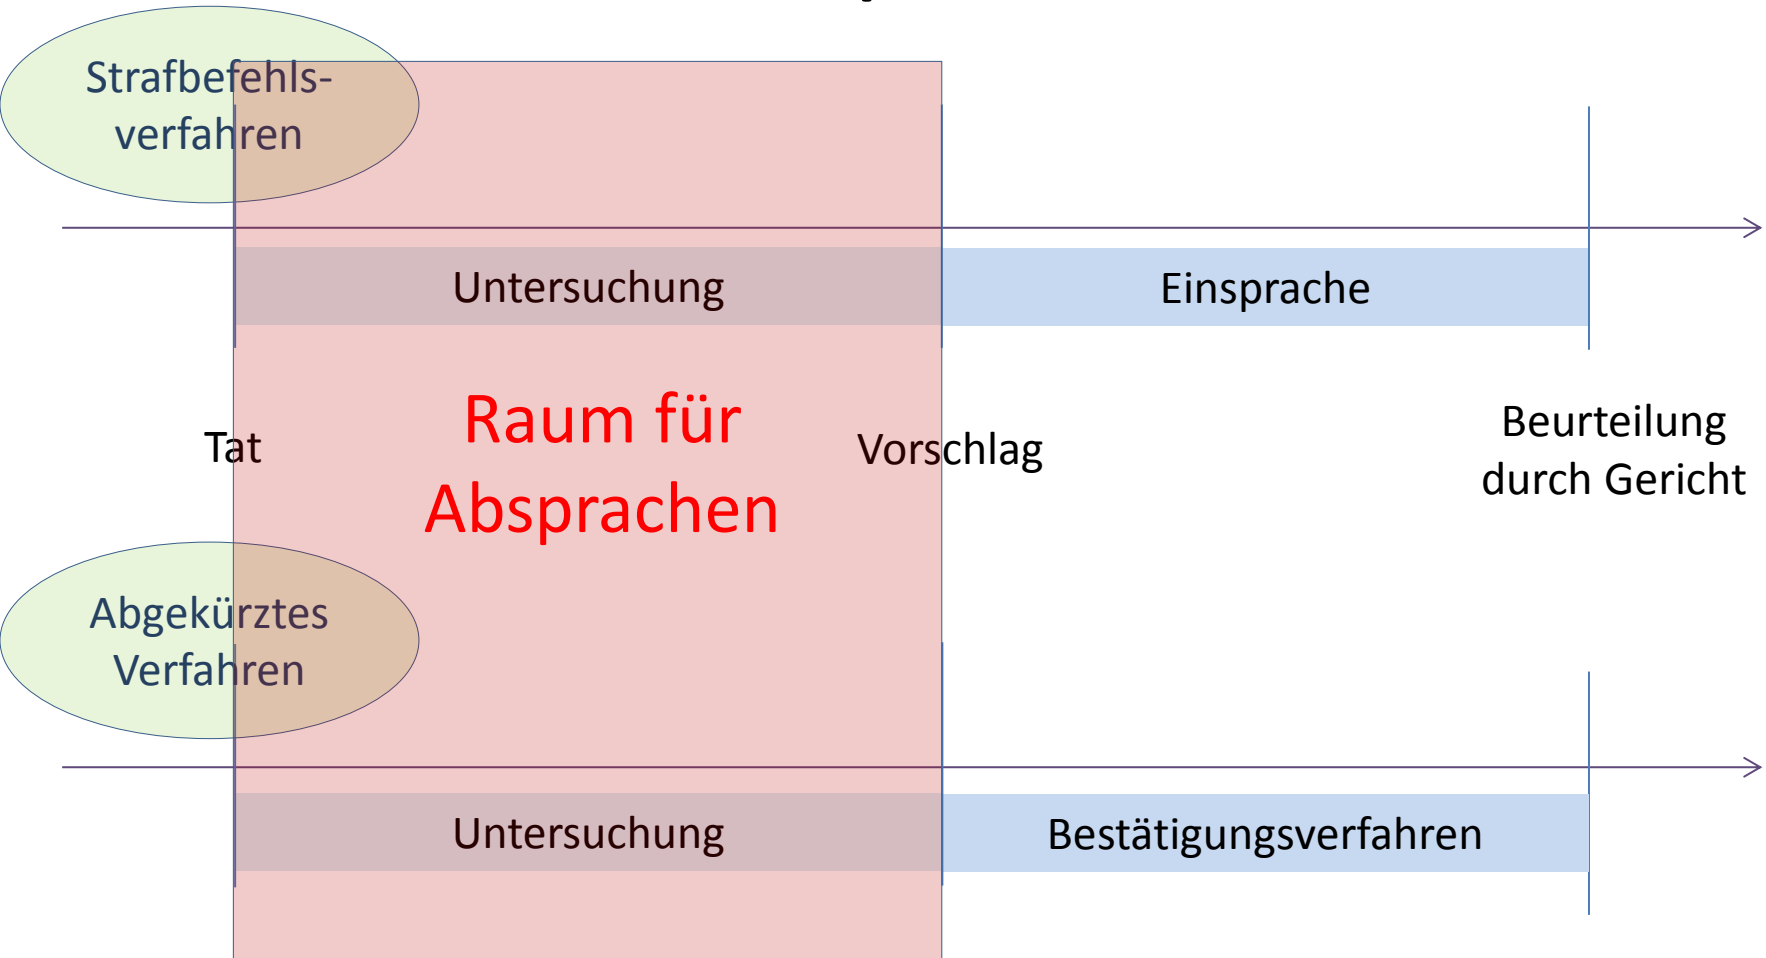 Strafbefehls-
verfahren
Untersuchung
Einsprache
Tat
Raum für
Absprachen
Vorschlag
Beurteilung
durch Gericht
Abgekürztes
Verfahren
Untersuchung
Bestätigungsverfahren